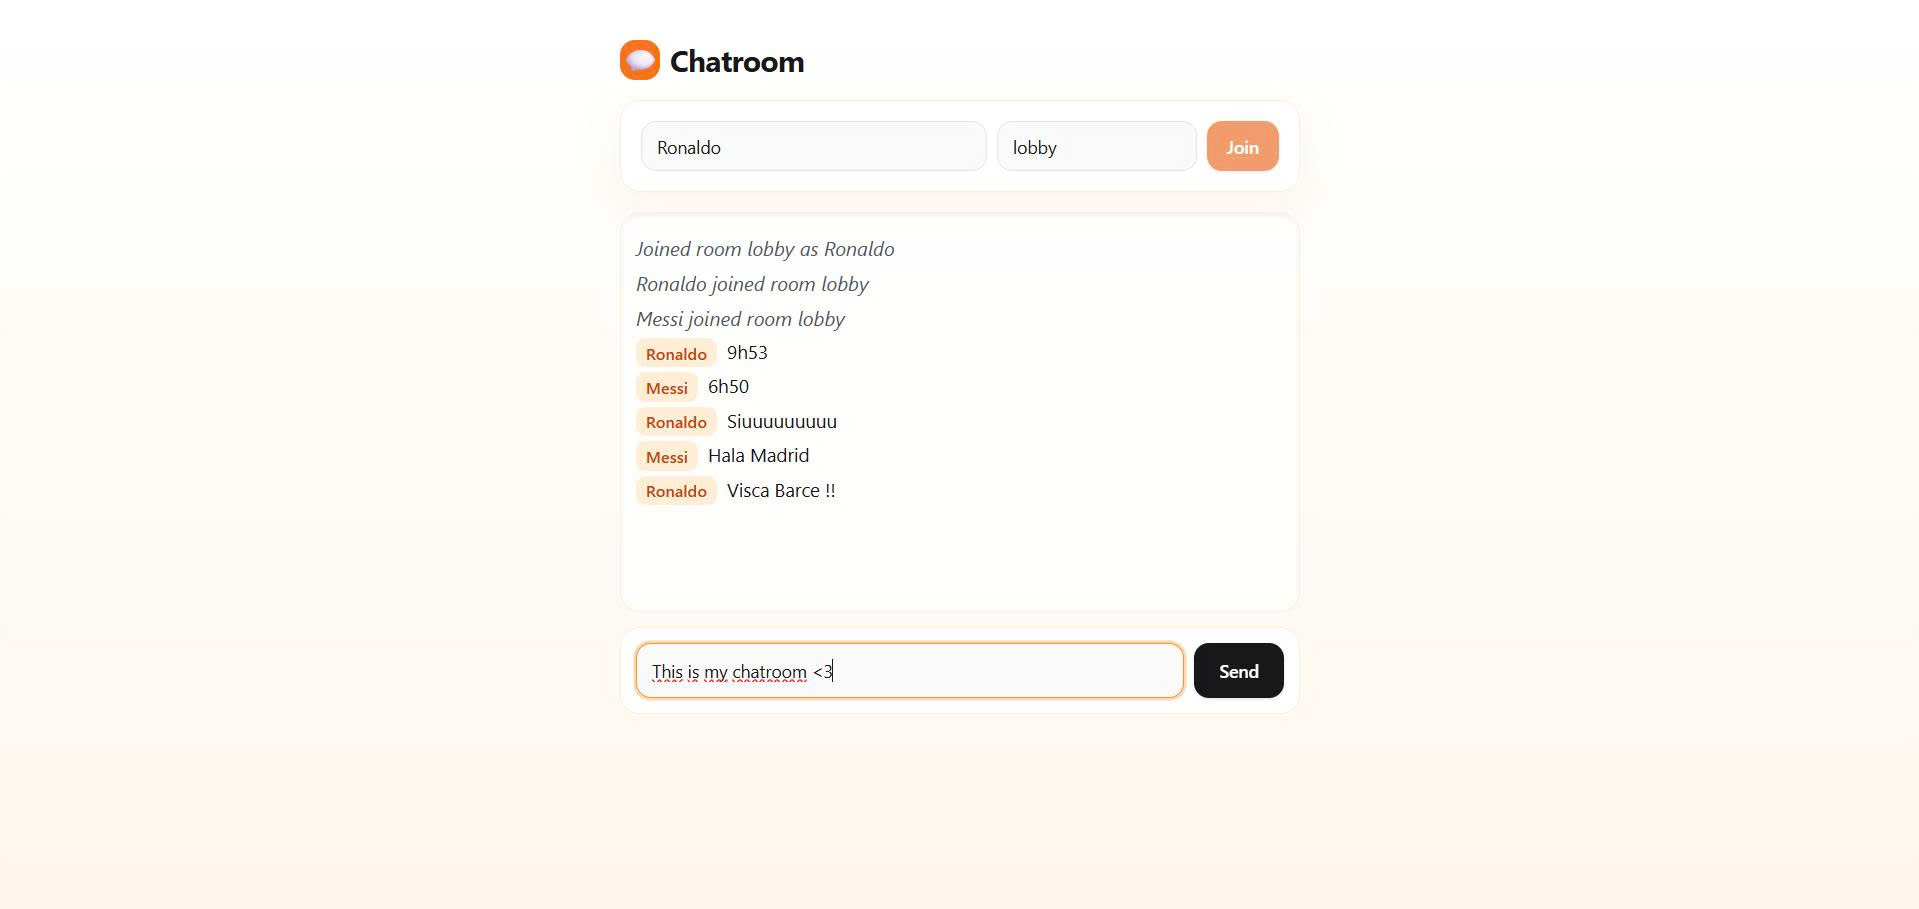 Chatroom
Ronaldo lobby Join
Joined room lobby as Ronaldo
Ronaldo joined room lobby
Messi joined room lobby
Ronaldo 9h53
Messi 6h50
Ronaldo Siuuuuuuuuu
Messi Hala Madrid
Ronaldo Visca Barce !!
This is my chatroom <3 Send